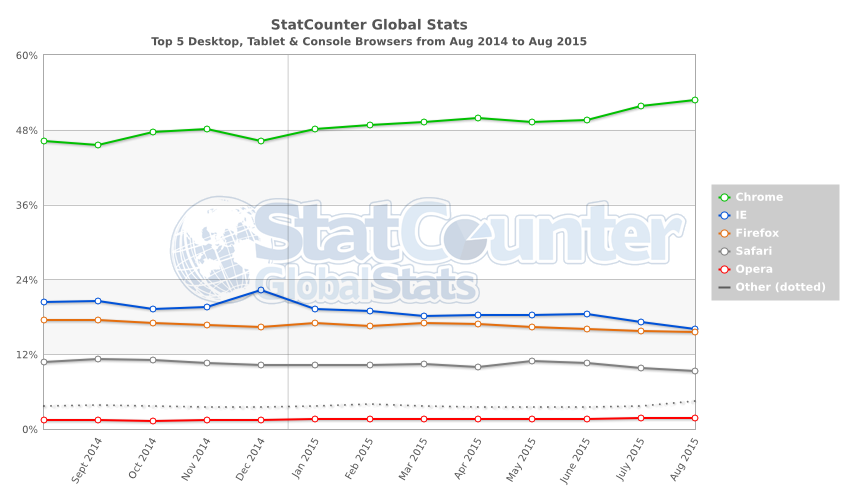 StatCounter Global Stats
Top 5 Desktop, Tablet & Console Browsers from Aug 2014 to Aug 2015
60%
48%
36%
24%
12%
0%
StatCounter
GlobalStats
Chrome
IE
Firefox
Safari
Opera
Other (dotted)
Sept 2014
Oct 2014
Nov 2014
Dec 2014
Jan 2015
Feb 2015
Mar 2015
Apr 2015
May 2015
June 2015
July 2015
Aug 2015